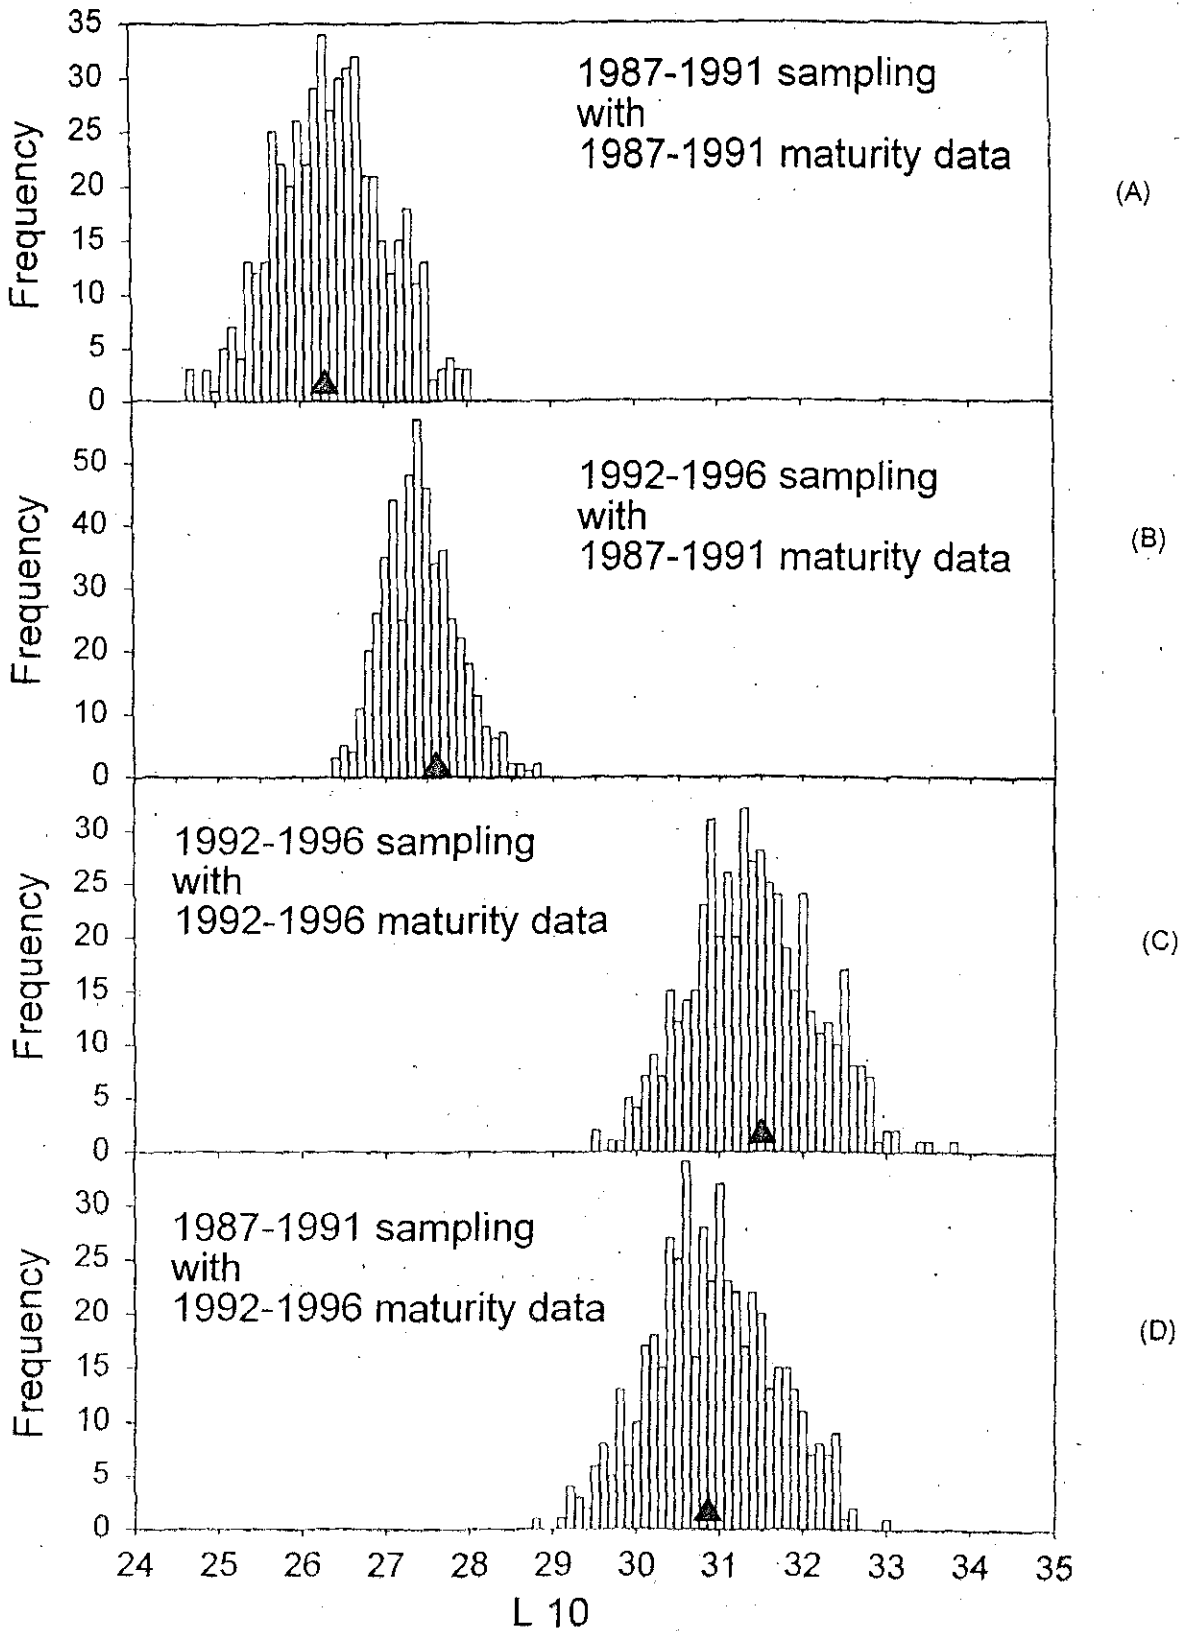 35
30
25
20
15
10
5
0
Frequency
1987-1991 sampling
with
1987-1991 maturity data
(A)
50
40
30
20
10
0
Frequency
1992-1996 sampling
with
1987-1991 maturity data
(B)
30
25
20
15
10
5
0
Frequency
1992-1996 sampling
with
1992-1996 maturity data
(C)
30
25
20
15
10
5
0
Frequency
1987-1991 sampling
with
1992-1996 maturity data
(D)
24 25 26 27 28 29 30 31 32 33 34 35
L 10